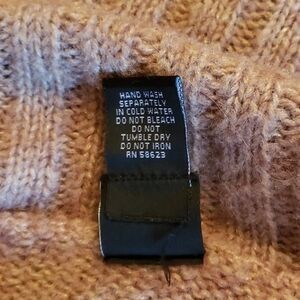 HAND WASH
SEPARATELY
IN COLD WATER
DO NOT BLEACH
DO NOT
TUMBLE DRY
DO NOT IRON
RN 58623